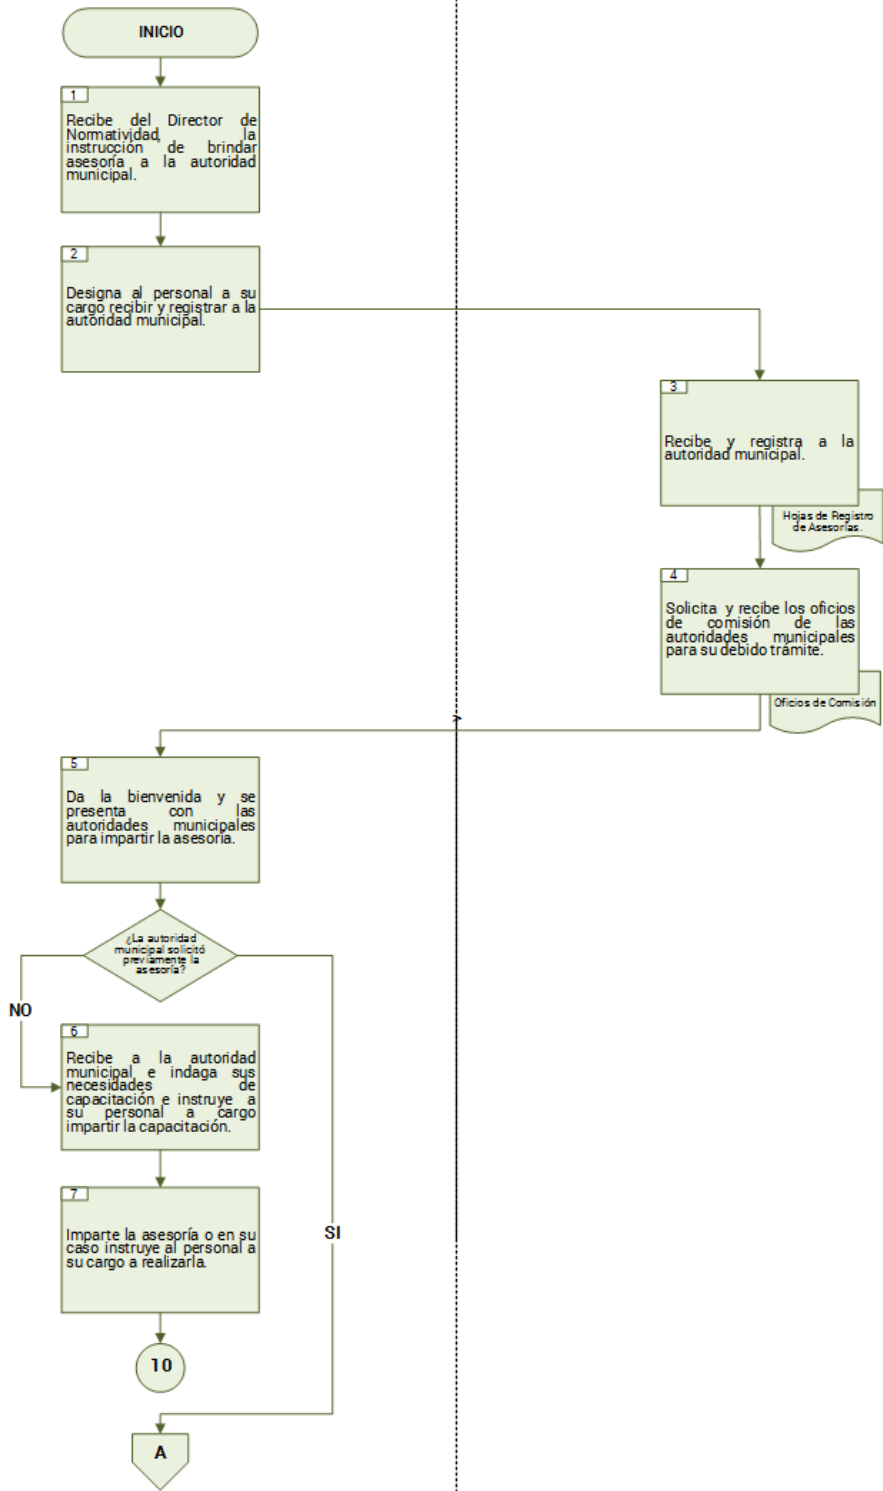 INICIO
1
Recibe del Director de
Normatividad, la
instrucción de brindar
asesoría a la autoridad
municipal.
2
Designa al personal a su
cargo recibir y registrar a la
autoridad municipal.
3
Recibe y registra a la
autoridad municipal.
Hojas de Registro
de Asesorías.
4
Solicita y recibe los oficios
de comisión de las
autoridades municipales
para su debido trámite.
Oficios de Comisión
5
Da la bienvenida y se
presenta con las
autoridades municipales
para impartir la asesoría.
¿La autoridad
municipal solicitó
previamente la
asesoría?
NO
6
Recibe a la autoridad
municipal e indaga sus
necesidades de
capacitación e instruye a
su personal a cargo
impartir la capacitación.
7
Imparte la asesoría o en su
caso instruye al personal a
su cargo a realizarla.
SI
10
A